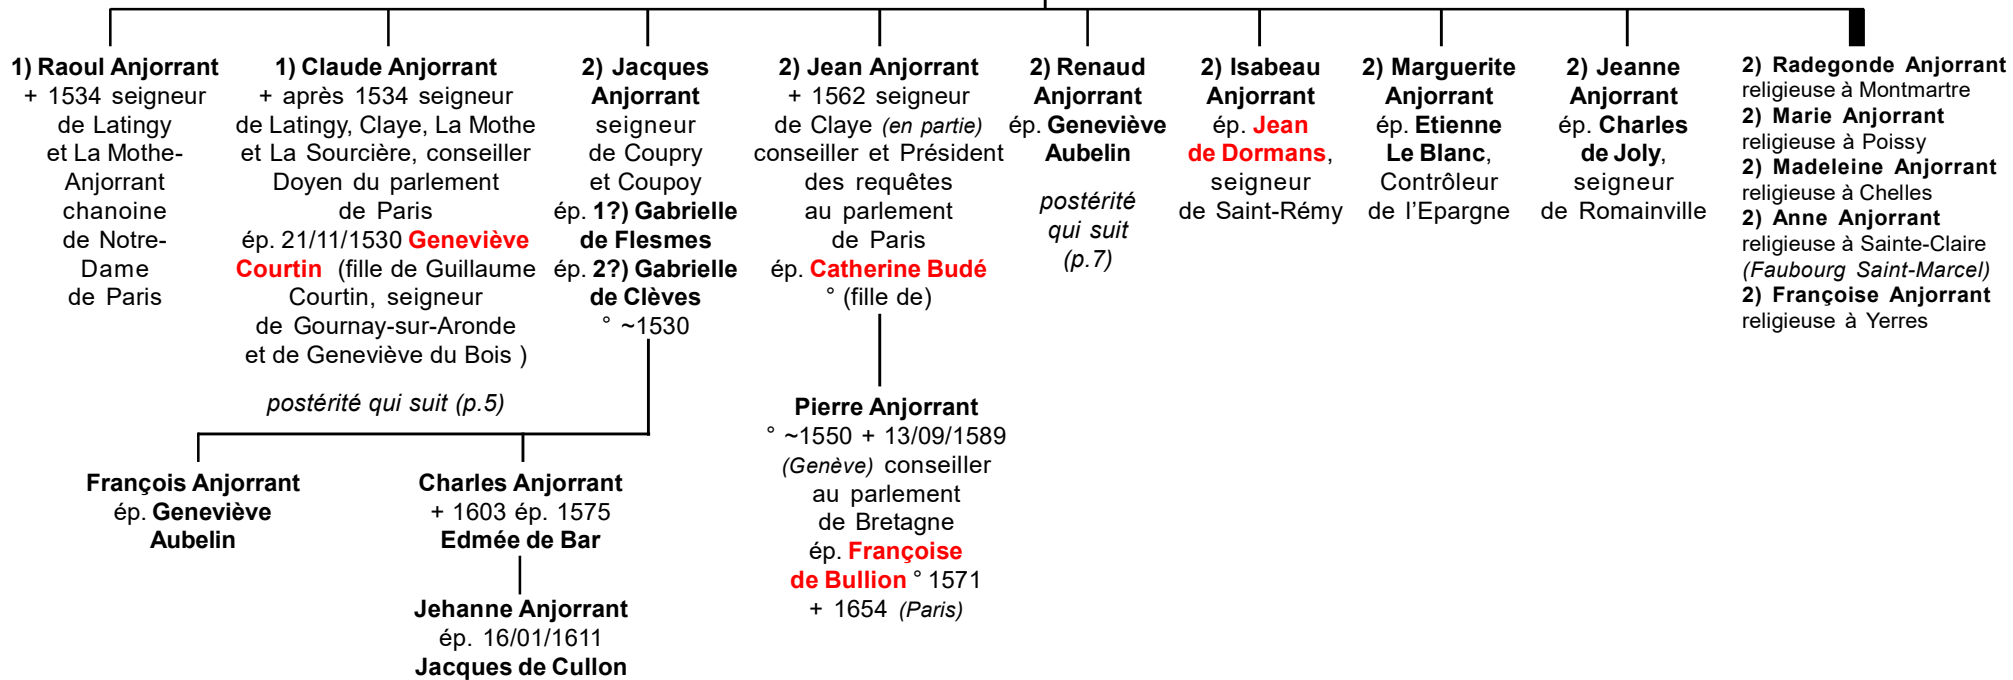 1) Raoul Anjorrant
+ 1534 seigneur
de Latingy
et La Mothe-
Anjorrant
chanoine
de Notre-
Dame
de Paris
1) Claude Anjorrant
+ après 1534 seigneur
de Latingy, Claye, La Mothe
et La Sourcière, conseiller
Doyen du parlement
de Paris
ép. 21/11/1530 Geneviève
Courtin (fille de Guillaume
Courtin, seigneur
de Gournay-sur-Aronde
et de Geneviève du Bois )
postérité qui suit (p.5)
2) Jacques
Anjorrant
seigneur
de Coupry
et Coupoy
ép. 1?) Gabrielle
de Flesmes
ép. 2?) Gabrielle
de Clèves
° ~1530
2) Jean Anjorrant
+ 1562 seigneur
de Claye (en partie)
conseiller et Président
des requêtes
au parlement
de Paris
ép. Catherine Budé
° (fille de)
2) Renaud
Anjorrant
ép. Geneviève
Aubelin
postérité
qui suit
(p.7)
2) Isabeau
Anjorrant
ép. Jean
de Dormans,
seigneur
de Saint-Rémy
2) Marguerite
Anjorrant
ép. Etienne
Le Blanc,
Contrôleur
de l'Epargne
2) Jeanne
Anjorrant
ép. Charles
de Joly,
seigneur
de Romainville
2) Radegonde Anjorrant
religieuse à Montmartre
2) Marie Anjorrant
religieuse à Poissy
2) Madeleine Anjorrant
religieuse à Chelles
2) Anne Anjorrant
religieuse à Sainte-Claire
(Faubourg Saint-Marcel)
2) Françoise Anjorrant
religieuse à Yerres
François Anjorrant
ép. Geneviève
Aubelin
Charles Anjorrant
+ 1603 ép. 1575
Edmée de Bar
Jehanne Anjorrant
ép. 16/01/1611
Jacques de Cullon
Pierre Anjorrant
° ~1550 + 13/09/1589
(Genève) conseiller
au parlement
de Bretagne
ép. Françoise
de Bullion ° 1571
+ 1654 (Paris)